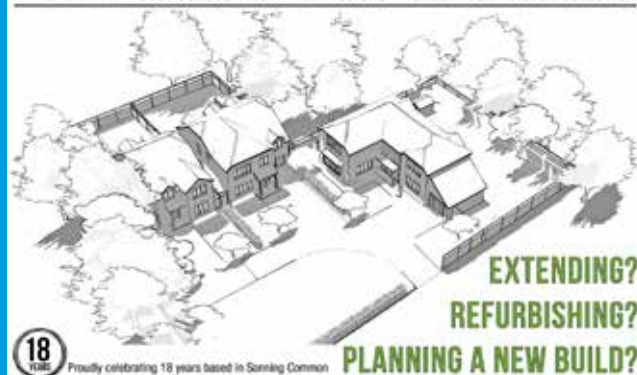 EXTENDING?
REFURBISHING?
PLANNING A NEW BUILD?
18
YEARS
Proudly celebrating 18 years based in Sonning Common